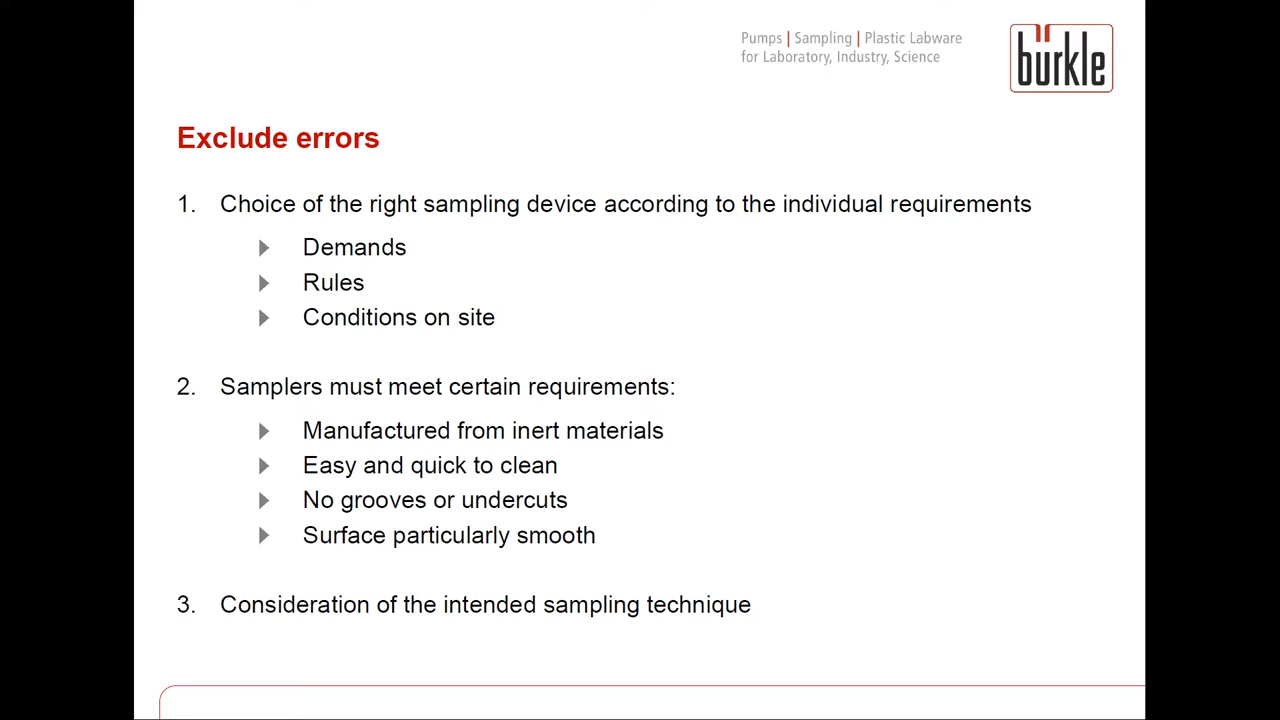 Pumps | Sampling | Plastic Labware
for Laboratory, Industry, Science
bürkle
Exclude errors
1. Choice of the right sampling device according to the individual requirements
Demands
Rules
Conditions on site
2. Samplers must meet certain requirements:
Manufactured from inert materials
Easy and quick to clean
No grooves or undercuts
Surface particularly smooth
3. Consideration of the intended sampling technique